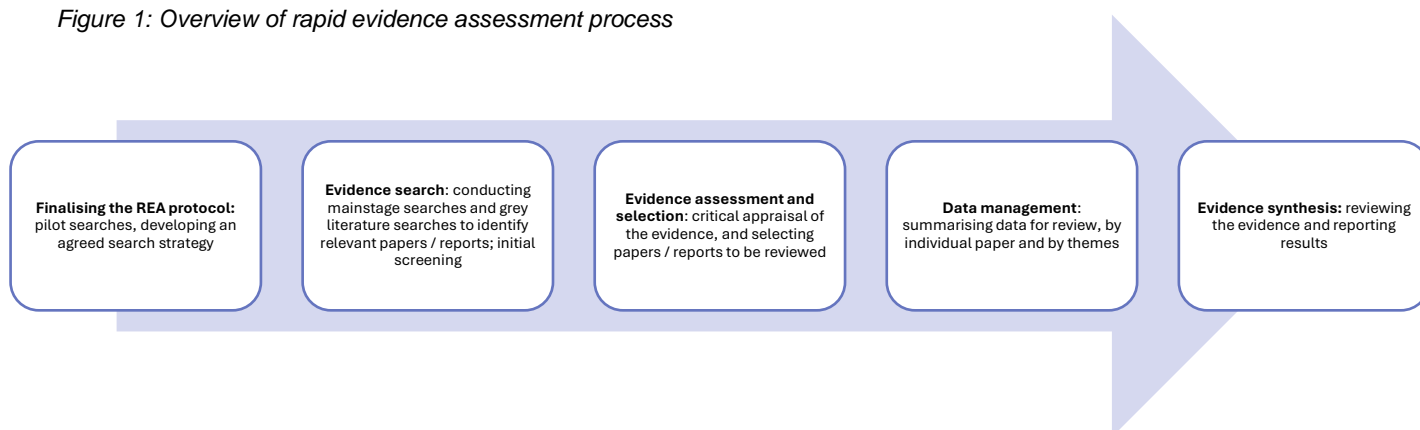 Figure 1: Overview of rapid evidence assessment process
Finalising the REA protocol:
pilot searches, developing an
agreed search strategy
Evidence search: conducting
mainstage searches and grey
literature searches to identify
relevant papers / reports; initial
screening
Evidence assessment and
selection: critical appraisal of
the evidence, and selecting
papers / reports to be reviewed
Data management:
summarising data for review, by
individual paper and by themes
Evidence synthesis: reviewing
the evidence and reporting
results